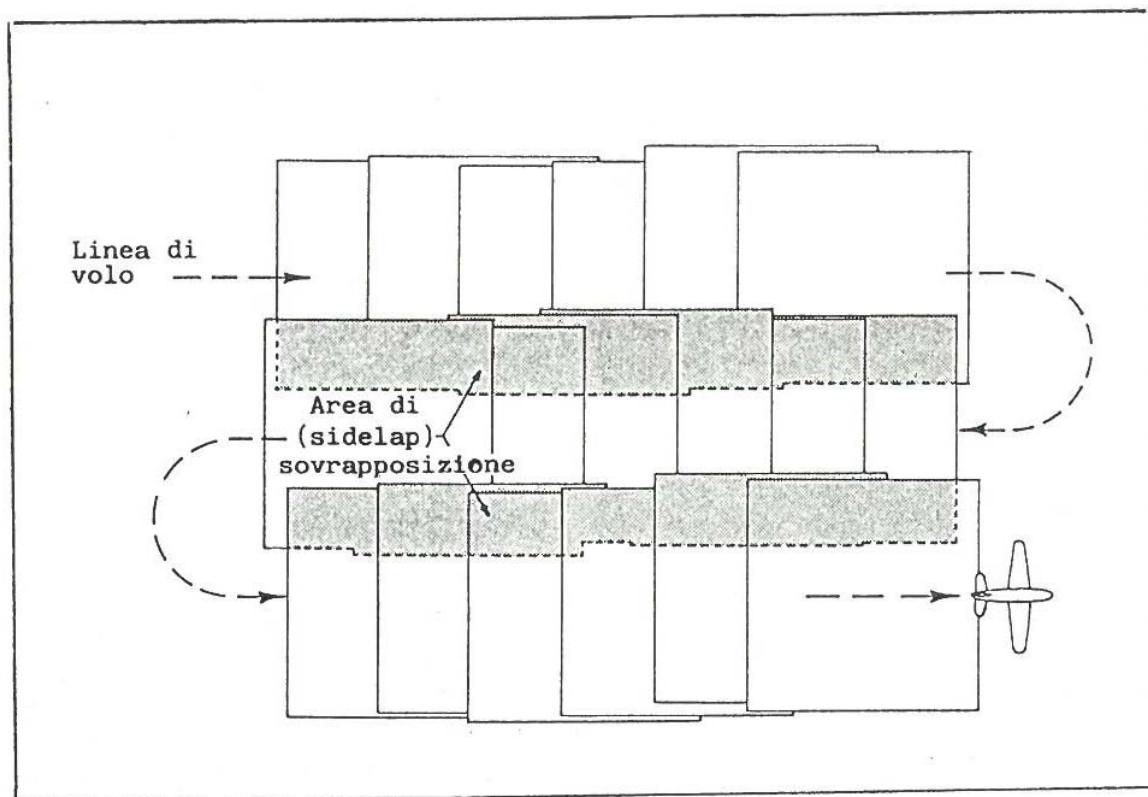 Linea di
volo
Area di
(sidelap)
sovrapposizione